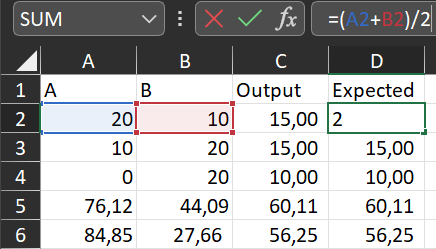 SUM =(A2+B2)/2
A B C D
1 A B Output Expected
2 20 10 15,00 2
3 10 20 15,00 15,00
4 0 20 10,00 10,00
5 76,12 44,09 60,11 60,11
6 84,85 27,66 56,25 56,25